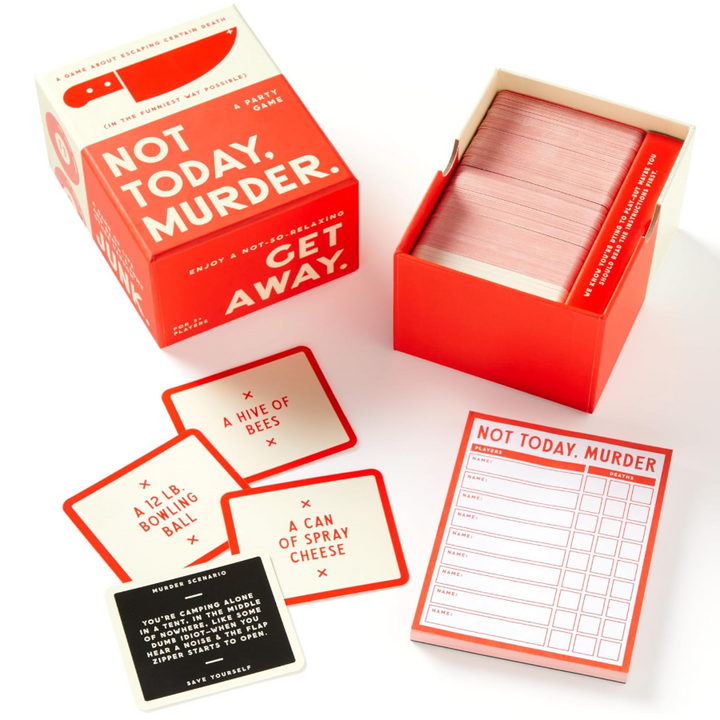 A GAME ABOUT ESCAPING CERTAIN DEATH
(IN THE FUNNIEST WAY POSSIBLE)
A PARTY
GAME
NOT
TODAY,
MURDER.
ENJOY A NOT-SO-RELAXING
GET
AWAY.
FOR 2+
PLAYERS
JUNK.
WE KNOW YOU'RE DYING TO PLAY—BUT MAYBE YOU
SHOULD READ THE INSTRUCTIONS FIRST.
A HIVE OF
BEES
A 12 LB.
BOWLING
BALL
A CAN
OF SPRAY
CHEESE
MURDER SCENARIO
YOU'RE CAMPING ALONE
IN A TENT, IN THE MIDDLE
OF NOWHERE, LIKE SOME
DUMB IDIOT—WHEN YOU
HEAR A NOISE & THE FLAP
ZIPPER STARTS TO OPEN.
SAVE YOURSELF
NOT TODAY, MURDER
PLAYERS
DEATHS
NAME:
NAME:
NAME:
NAME:
NAME:
NAME:
NAME:
NAME: